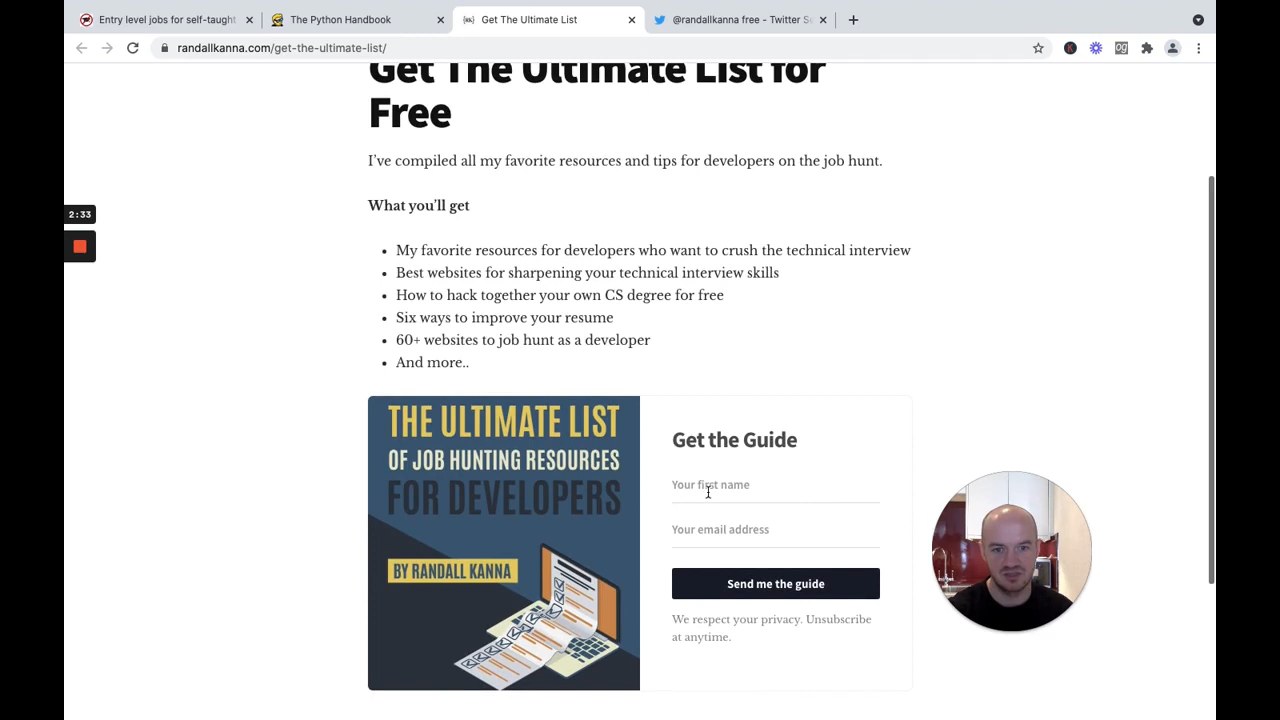 Entry level jobs for self-taught
The Python Handbook
Get The Ultimate List
@randallkanna free - Twitter S
randallkanna.com/get-the-ultimate-list/
Get The Ultimate List for
Free
I've compiled all my favorite resources and tips for developers on the job hunt.
What you'll get
2:33
• My favorite resources for developers who want to crush the technical interview
• Best websites for sharpening your technical interview skills
• How to hack together your own CS degree for free
• Six ways to improve your resume
• 60+ websites to job hunt as a developer
• And more..
THE ULTIMATE LIST
OF JOB HUNTING RESOURCES
FOR DEVELOPERS
BY RANDALL KANNA
Get the Guide
Your first name
Your email address
Send me the guide
We respect your privacy. Unsubscribe
at anytime.